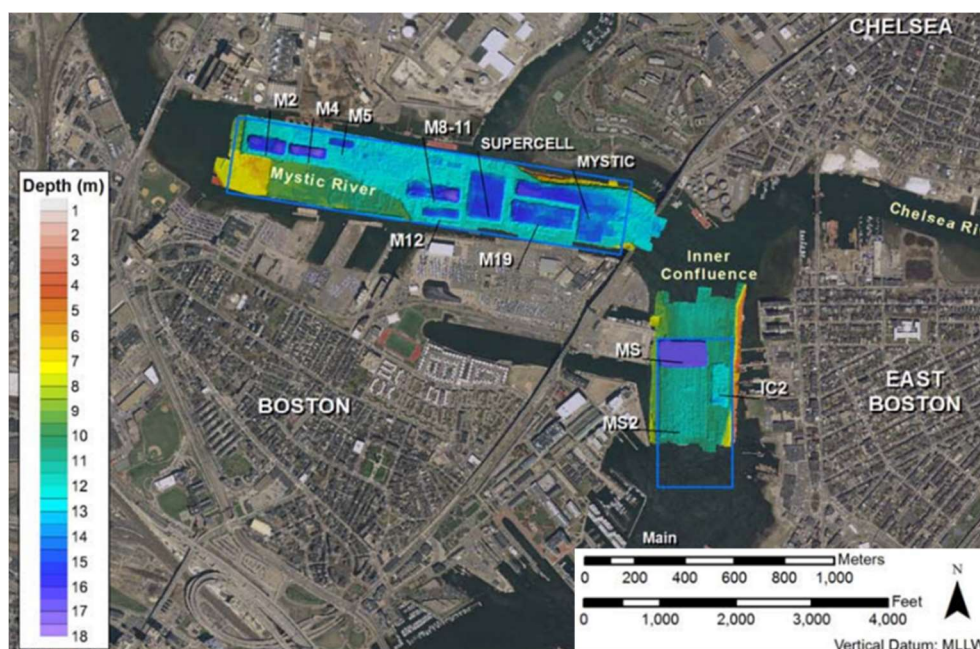 CHELSEA
M2
M4
M5
M8-11
SUPERCELL
MYSTIC
Mystic River
Chelsea Ri
M12
M19
Inner
Confluence
MS
IC2
MS2
BOSTON
EAST
BOSTON
Main
Depth (m)
1
2
3
4
5
6
7
8
9
10
11
12
13
14
15
16
17
18
Meters
0 200 400 600 800 1,000
Feet
0 1,000 2,000 3,000 4,000
N
Vertical Datum: MLLW